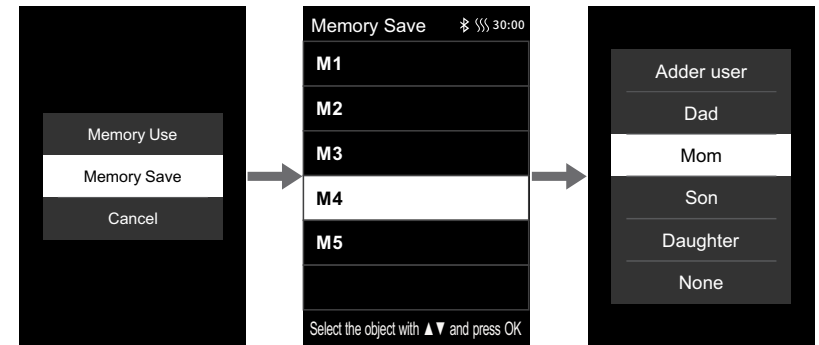 Memory Use
Memory Save
Cancel
Memory Save 30:00
M1
M2
M3
M4
M5
Select the object with ▲▼ and press OK
Adder user
Dad
Mom
Son
Daughter
None